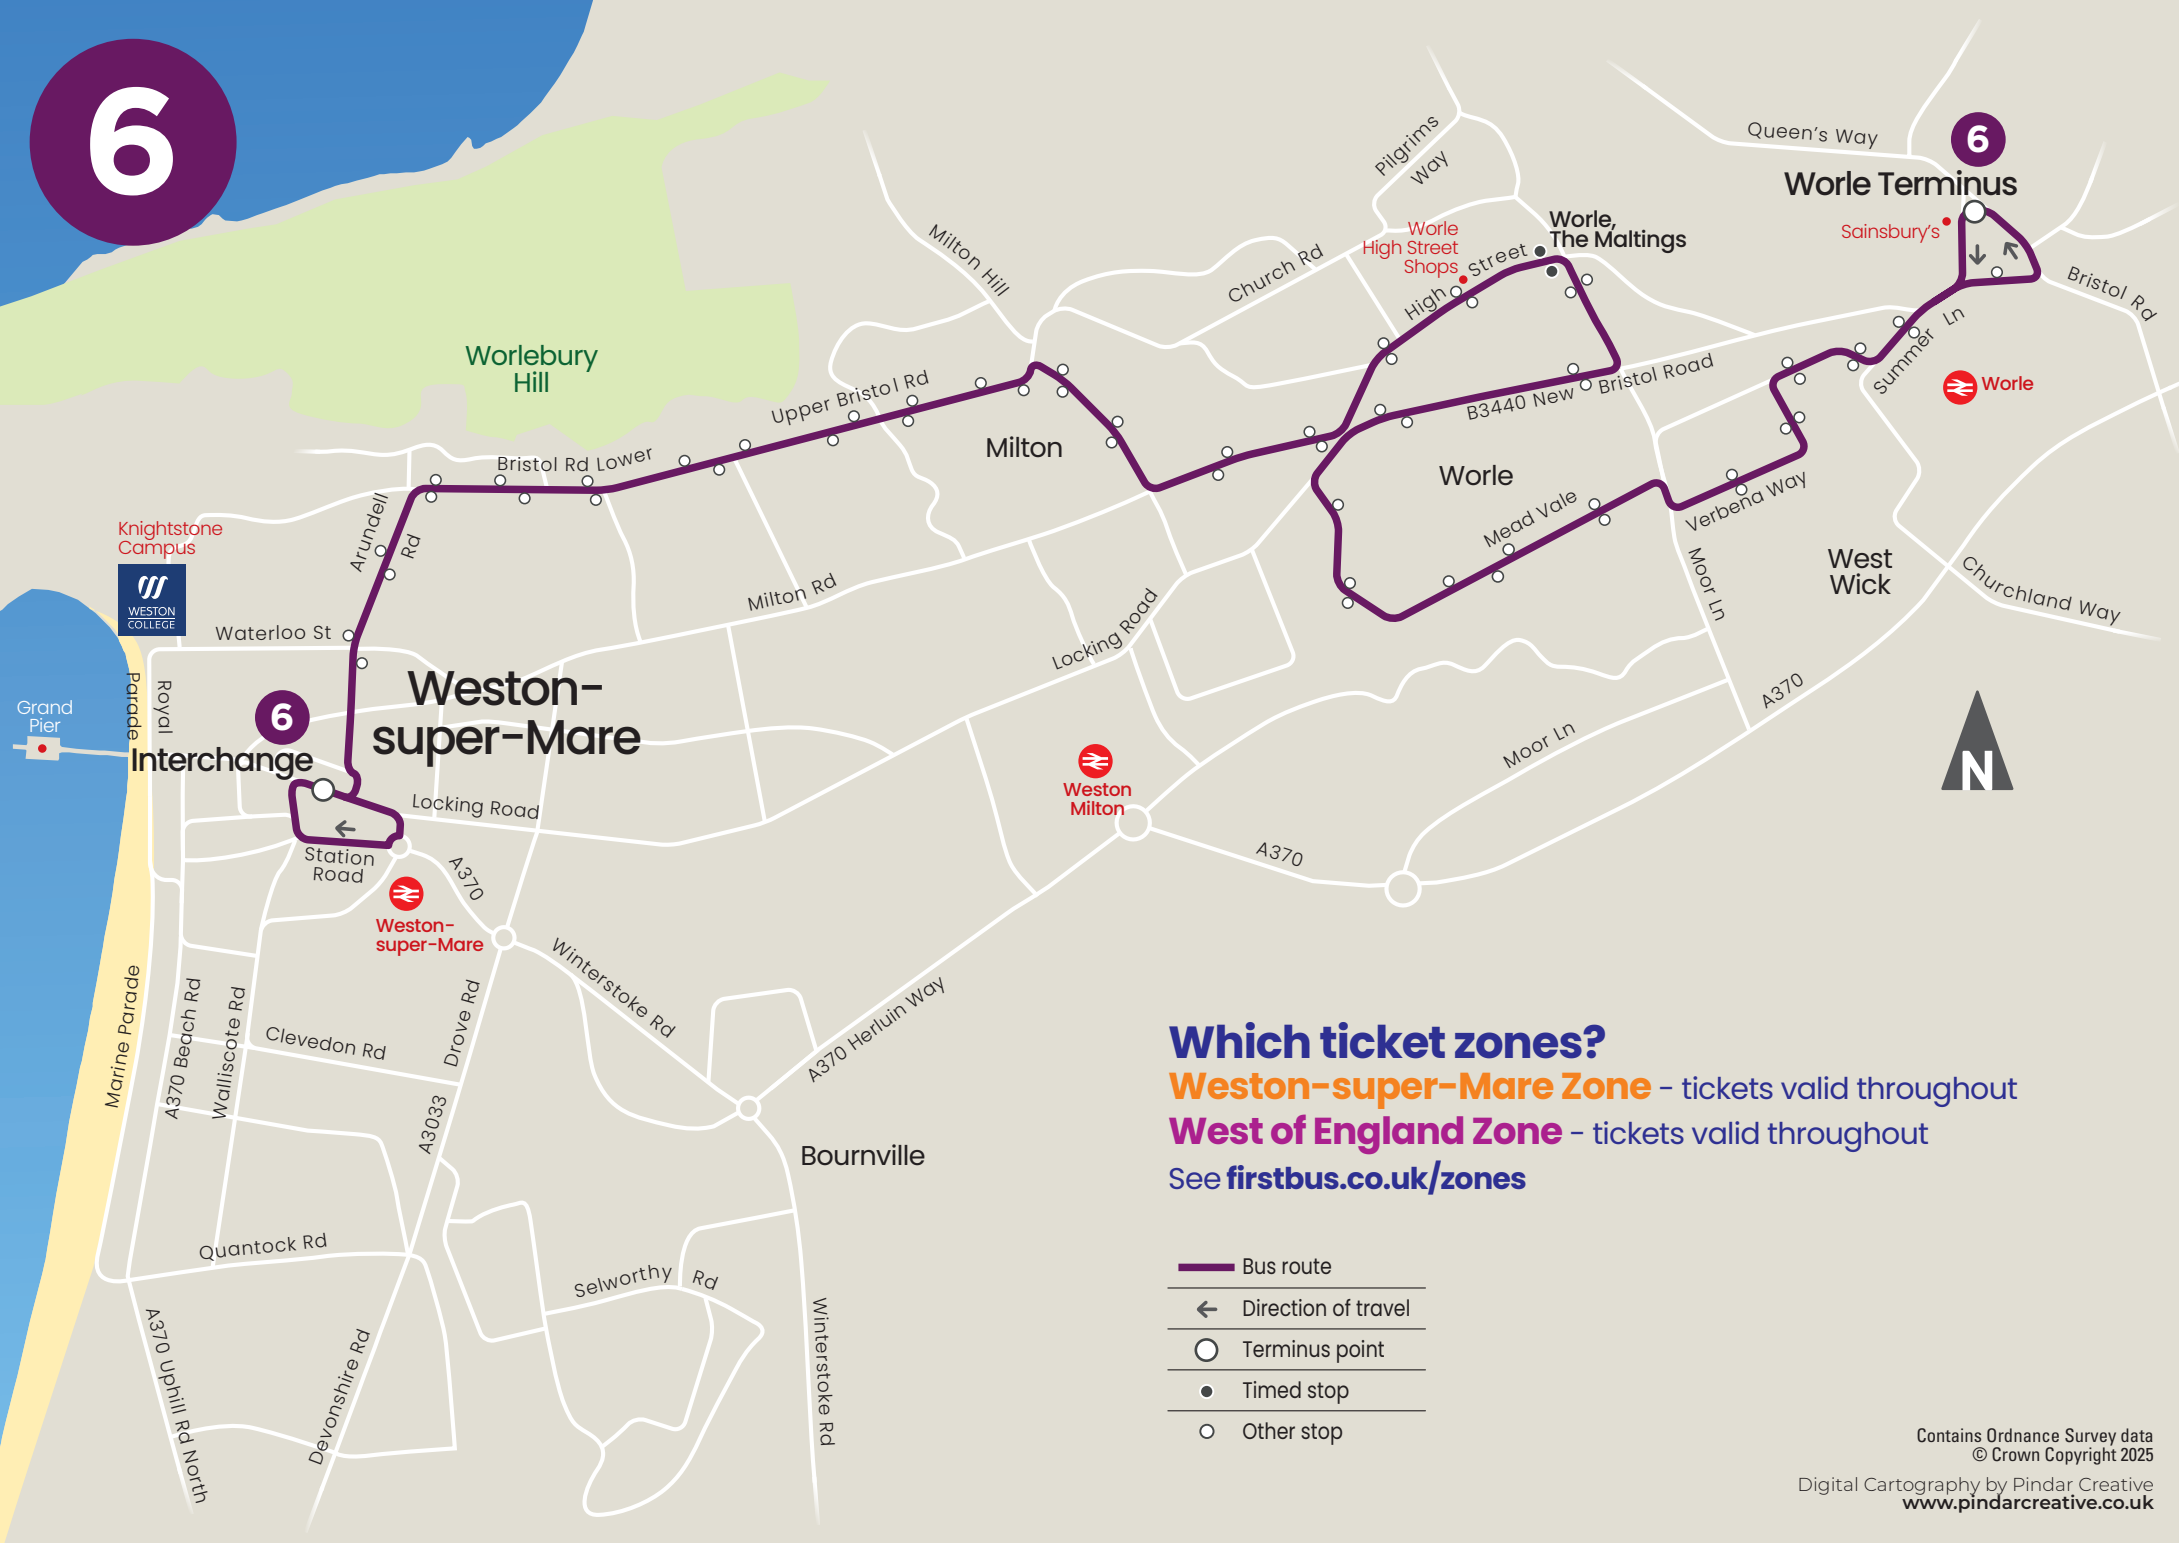 6
Queen's Way
Pilgrims
Way
6
Worle Terminus
Worle,
The Maltings
Sainsbury's
Milton Hill
Church Rd
Worle
High Street
Shops
High Street
Bristol Rd
Worlebury
Hill
Upper Bristol Rd
B3440 New Bristol Road
Summer Ln
Worle
Milton
Bristol Rd Lower
Worle
Arundell Rd
Mead Vale
Verbena Way
Knightstone
Campus
WESTON
COLLEGE
Milton Rd
Moor Ln
West
Wick
Churchland Way
Waterloo St
Locking Road
Royal
Parade
Weston-
super-Mare
Grand
Pier
6
Interchange
A370
Moor Ln
N
Weston
Milton
Locking Road
Station
Road
A370
A370
Weston-
super-Mare
Winterstoke Rd
Marine Parade
A370 Beach Rd
Walliscote Rd
Clevedon Rd
Drove Rd
A370 Herluin Way
A3033
Bournville
Quantock Rd
Selworthy Rd
A370 Uphill Rd North
Devonshire Rd
Winterstoke Rd
Which ticket zones?
Weston-super-Mare Zone - tickets valid throughout
West of England Zone - tickets valid throughout
See firstbus.co.uk/zones
Bus route
Direction of travel
Terminus point
Timed stop
Other stop
Contains Ordnance Survey data
© Crown Copyright 2025
Digital Cartography by Pindar Creative
www.pindarcreative.co.uk